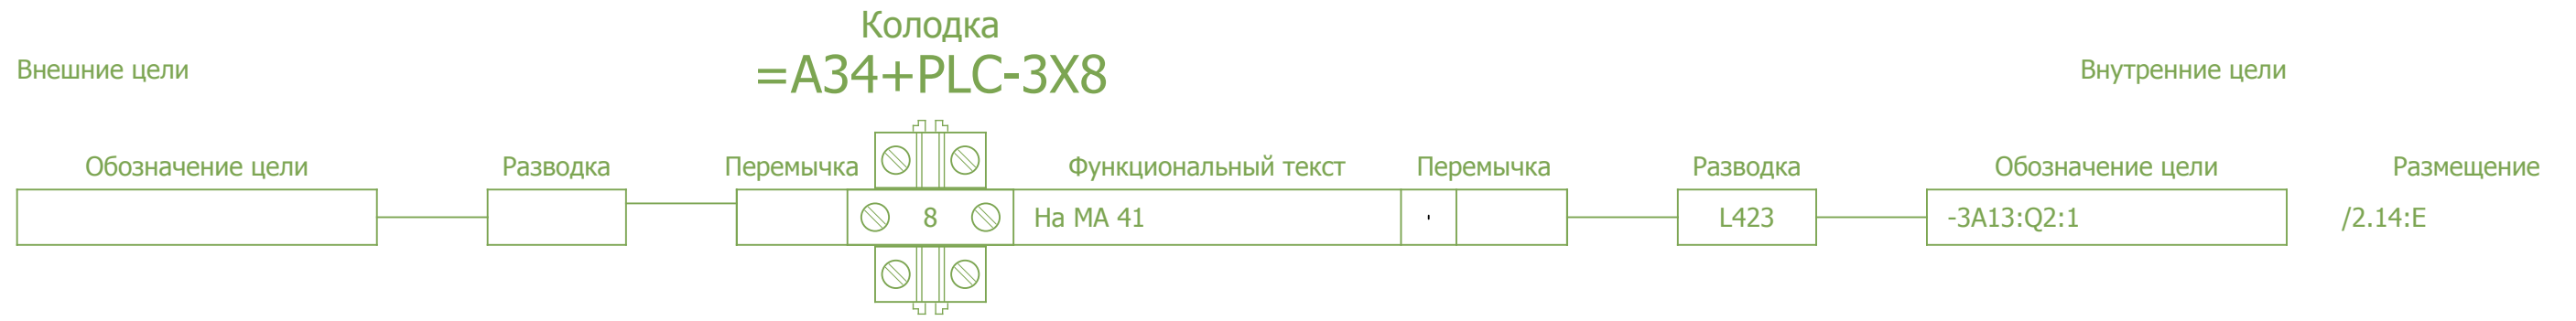 Колодка
=A34+PLC-3X8
Внешние цели
Внутренние цели
Обозначение цели Разводка Перемычка Функциональный текст Перемычка Разводка Обозначение цели Размещение
8 На МА 41 L423 -3A13:Q2:1 /2.14:E